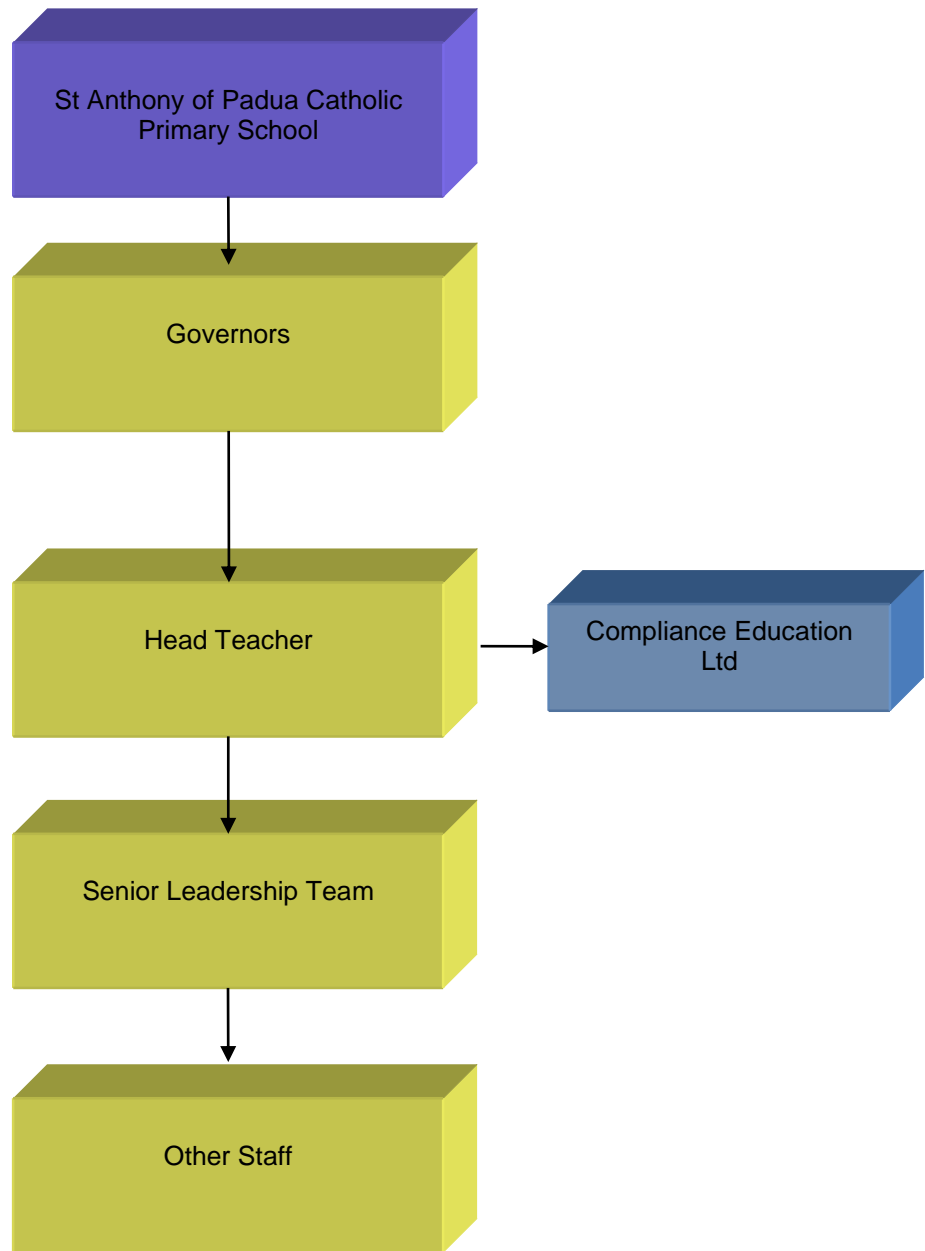 St Anthony of Padua Catholic
Primary School
Governors
Head Teacher
Compliance Education
Ltd
Senior Leadership Team
Other Staff